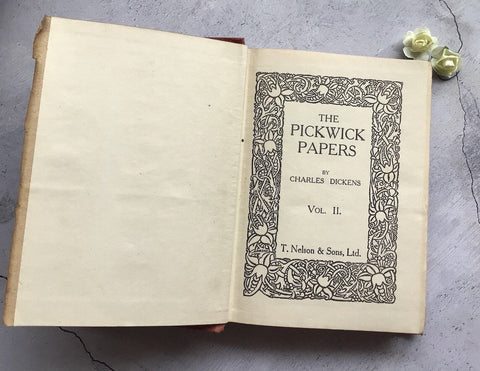 THE
PICKWICK
PAPERS
BY
CHARLES DICKENS
VOL. II.
T. Nelson & Sons, Ltd.